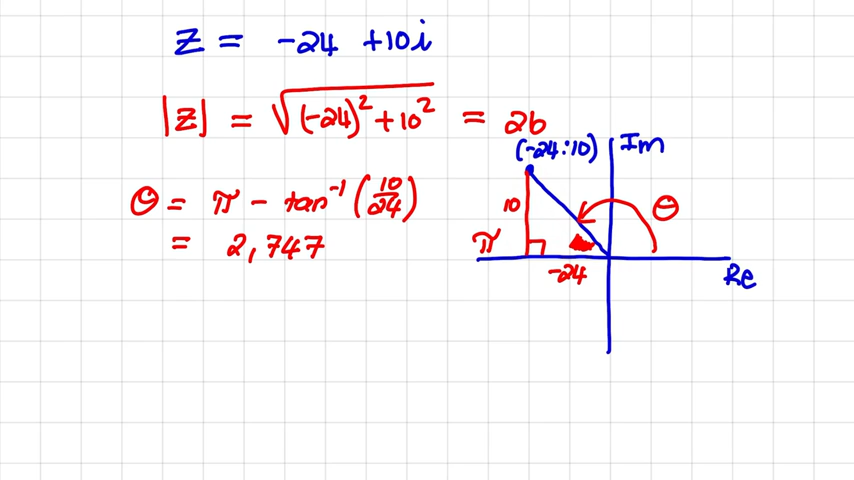 Z = -24 + 10i
|Z| = √((-24)² + 10²) = 26
(-24:10)
Im
θ = π - tan⁻¹(10/24)
= 2,747
10
θ
π
-24
Re